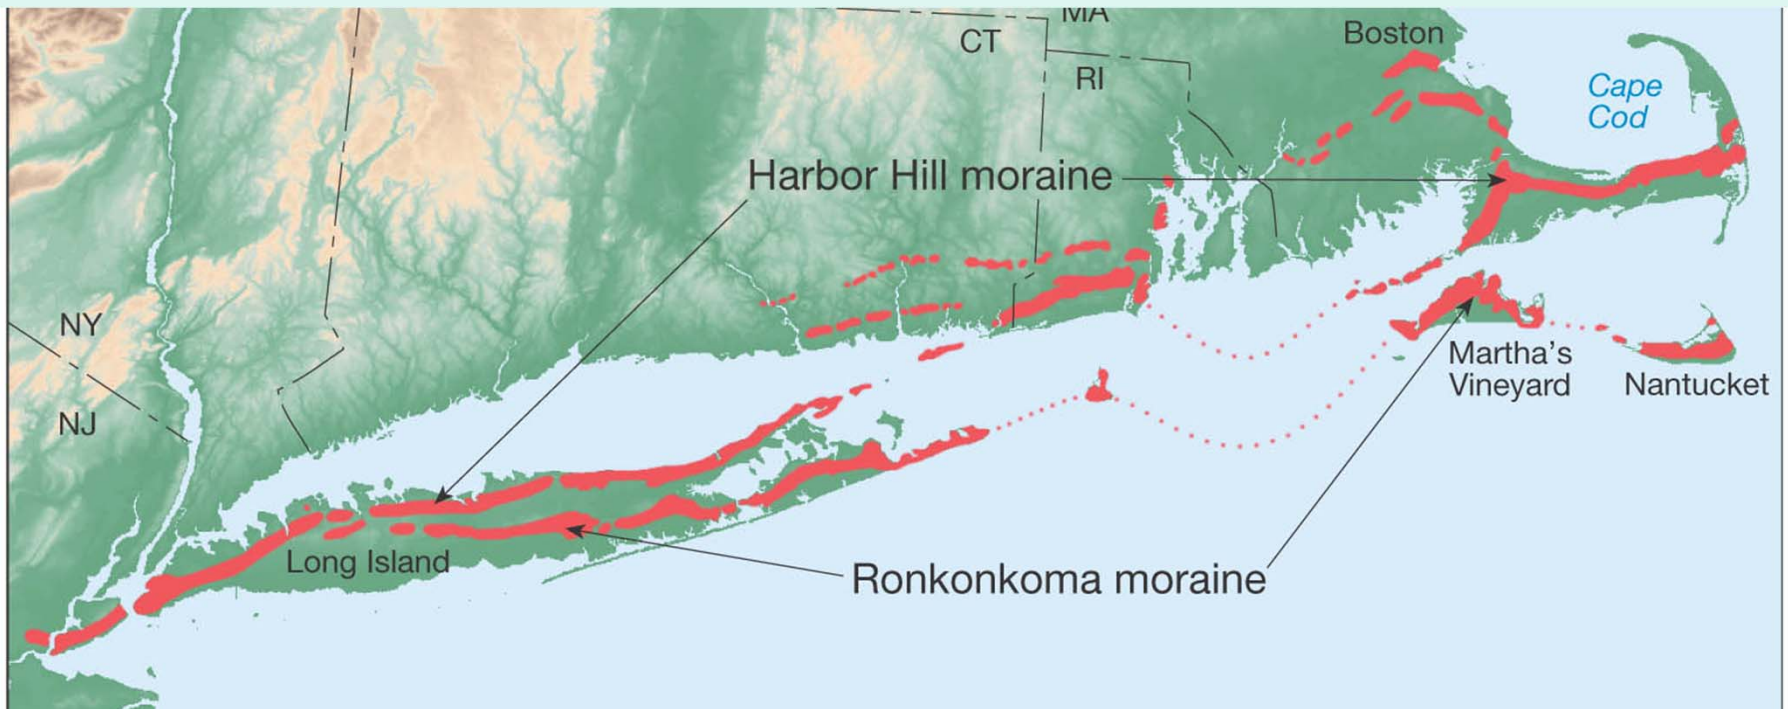 MA
CT
RI
Boston
Cape
Cod
Harbor Hill moraine
NY
NJ
Martha's
Vineyard
Nantucket
Long Island
Ronkonkoma moraine